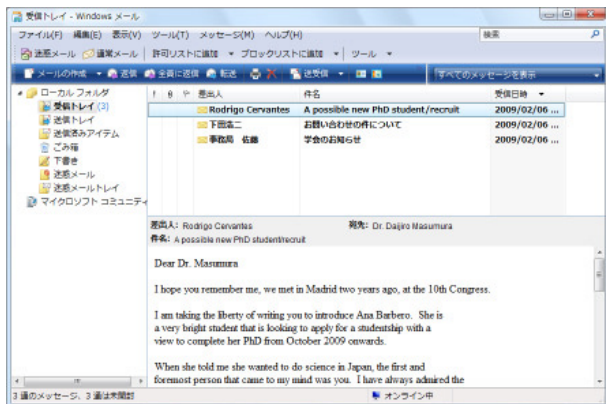 受信トレイ - Windows メール
ファイル(F) 編集(E) 表示(V) ツール(T) メッセージ(M) ヘルプ(H)
検索
迷惑メール 通常メール 許可リストに追加 ブロックリストに追加 ツール
メールの作成 返信 全員に返信 転送 送受信 すべてのメッセージを表示
ローカル フォルダ
受信トレイ (3)
送信トレイ
送信済みアイテム
ごみ箱
下書き
迷惑メール
迷惑メールトレイ
マイクロソフト コミュニティ
! 差出人 件名 受信日時
Rodrigo Cervantes A possible new PhD student/recruit 2009/02/06 ...
下田浩二 お問い合わせの件について 2009/02/06 ...
事務局 佐藤 学会のお知らせ 2009/02/06 ...
差出人: Rodrigo Cervantes 宛先: Dr. Daijiro Masumura
件名: A possible new PhD student/recruit
Dear Dr. Masumura
I hope you remember me, we met in Madrid two years ago, at the 10th Congress.
I am taking the liberty of writing you to introduce Ana Barbero. She is
a very bright student that is looking to apply for a studentship with a
view to complete her PhD from October 2009 onwards.
When she told me she wanted to do science in Japan, the first and
foremost person that came to my mind was you. I have always admired the
3 通のメッセージ、3 通は未開封
オンライン中